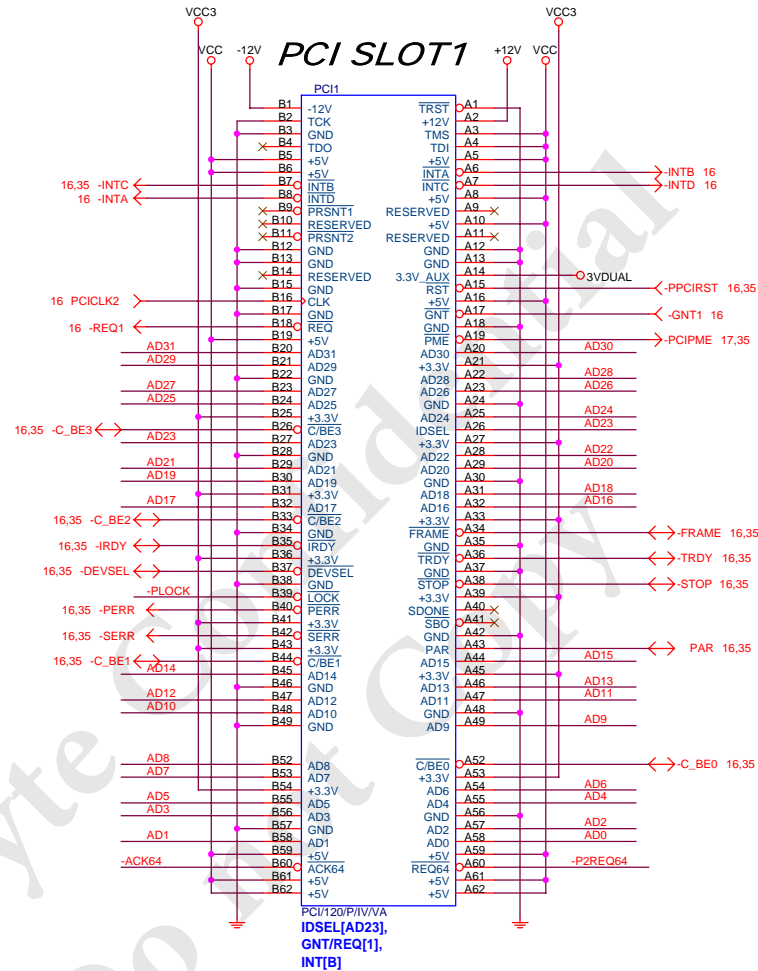 VCC3
VCC3
VCC
-12V
PCI SLOT1
+12V
VCC
PCI1
B1 -12V TRST A1
B2 TCK +12V A2
B3 GND TMS A3
B4 TDO TDI A4
B5 +5V +5V A5
B6 +5V INTA A6 -INTB 16
16,35 -INTC B7 INTB INTC A7 -INTD 16
16 -INTA B8 INTD +5V A8
B9 PRSNT1 RESERVED A9
B10 RESERVED +5V A10
B11 PRSNT2 RESERVED A11
B12 GND GND A12
B13 GND GND A13
B14 RESERVED 3.3V_AUX A14 3VDUAL
B15 GND RST A15 -PPCIRST 16,35
16 PCICLK2 B16 CLK +5V A16
B17 GND GNT A17 -GNT1 16
16 -REQ1 B18 REQ GND A18
B19 +5V PME A19 -PCIPME 17,35
AD31 B20 AD31 AD30 A20 AD30
AD29 B21 AD29 +3.3V A21
B22 GND AD28 A22 AD28
AD27 B23 AD27 AD26 A23 AD26
AD25 B24 AD25 GND A24
B25 +3.3V AD24 A25 AD24
16,35 -C_BE3 B26 C/BE3 IDSEL A26 AD23
AD23 B27 AD23 +3.3V A27
B28 GND AD22 A28 AD22
AD21 B29 AD21 AD20 A29 AD20
AD19 B30 AD19 GND A30
B31 +3.3V AD18 A31 AD18
AD17 B32 AD17 AD16 A32 AD16
16,35 -C_BE2 B33 C/BE2 +3.3V A33
B34 GND FRAME A34 -FRAME 16,35
16,35 -IRDY B35 IRDY GND A35
B36 +3.3V TRDY A36 -TRDY 16,35
16,35 -DEVSEL B37 DEVSEL GND A37
B38 GND STOP A38 -STOP 16,35
-PLOCK B39 LOCK +3.3V A39
16,35 -PERR B40 PERR SDONE A40
B41 +3.3V SBO A41
16,35 -SERR B42 SERR GND A42
B43 +3.3V PAR A43 PAR 16,35
16,35 -C_BE1 B44 C/BE1 AD15 A44 AD15
AD14 B45 AD14 +3.3V A45
B46 GND AD13 A46 AD13
AD12 B47 AD12 AD11 A47 AD11
AD10 B48 AD10 GND A48
B49 GND AD9 A49 AD9
AD8 B52 AD8 C/BE0 A52 -C_BE0 16,35
AD7 B53 AD7 +3.3V A53
B54 +3.3V AD6 A54 AD6
AD5 B55 AD5 AD4 A55 AD4
AD3 B56 AD3 GND A56
B57 GND AD2 A57 AD2
AD1 B58 AD1 AD0 A58 AD0
B59 +5V +5V A59
-ACK64 B60 ACK64 REQ64 A60 -P2REQ64
B61 +5V +5V A61
B62 +5V +5V A62
PCI/120/P/IV/VA
IDSEL[AD23],
GNT/REQ[1],
INT[B]
Confidential
Do not Copy